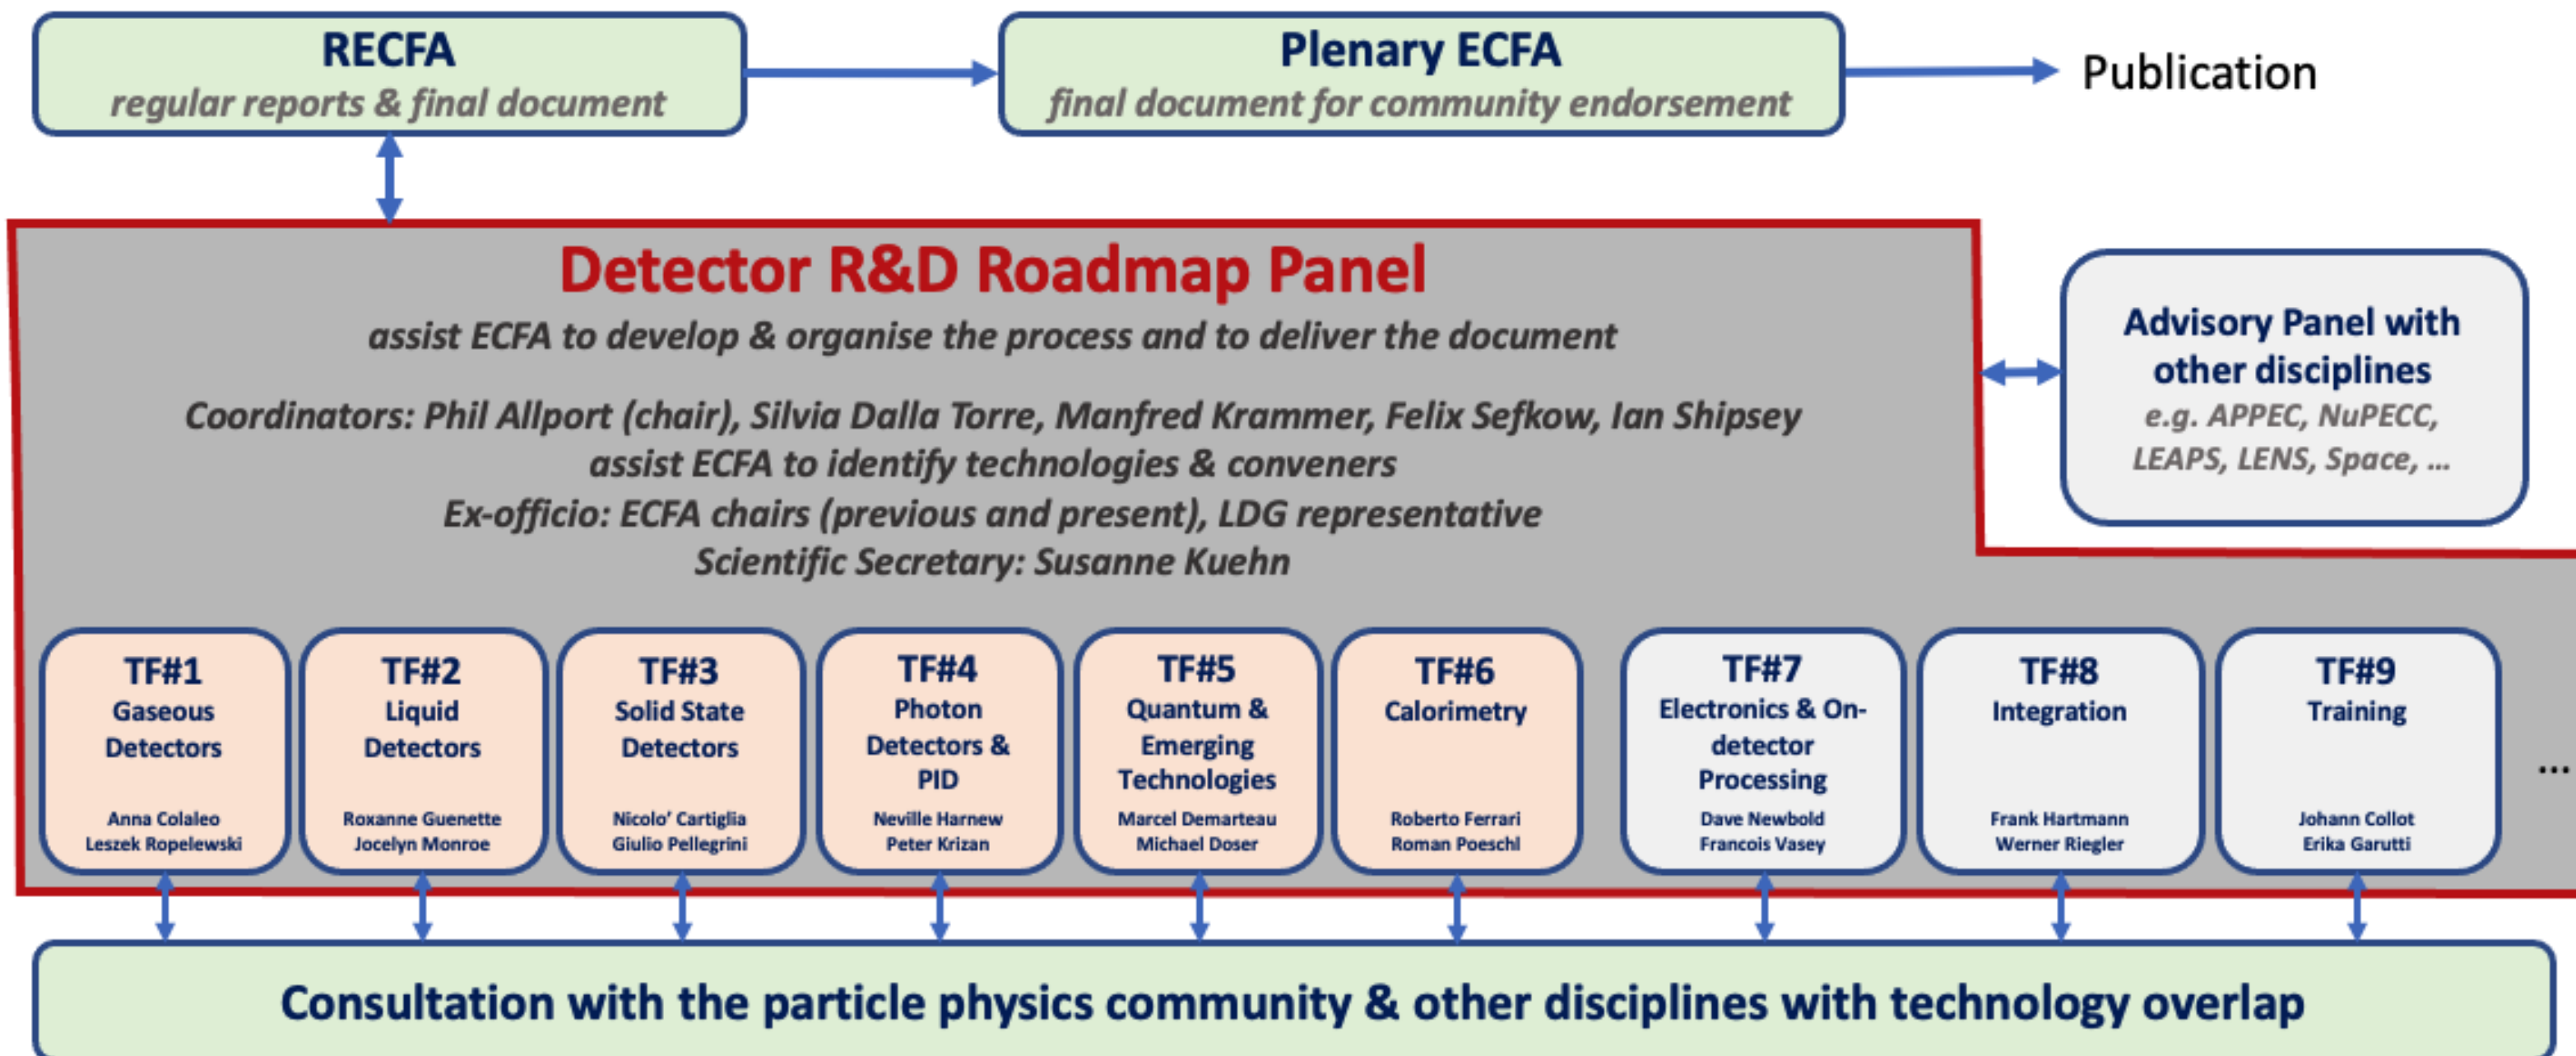 RECFA
regular reports & final document
Plenary ECFA
final document for community endorsement
Publication
Detector R&D Roadmap Panel
assist ECFA to develop & organise the process and to deliver the document
Coordinators: Phil Allport (chair), Silvia Dalla Torre, Manfred Krammer, Felix Sefkow, Ian Shipsey
assist ECFA to identify technologies & conveners
Ex-officio: ECFA chairs (previous and present), LDG representative
Scientific Secretary: Susanne Kuehn
Advisory Panel with
other disciplines
e.g. APPEC, NuPECC,
LEAPS, LENS, Space, ...
TF#1
Gaseous
Detectors
Anna Colaleo
Leszek Ropelewski
TF#2
Liquid
Detectors
Roxanne Guenette
Jocelyn Monroe
TF#3
Solid State
Detectors
Nicolo' Cartiglia
Giulio Pellegrini
TF#4
Photon
Detectors &
PID
Neville Harnew
Peter Krizan
TF#5
Quantum &
Emerging
Technologies
Marcel Demarteau
Michael Doser
TF#6
Calorimetry
Roberto Ferrari
Roman Poeschl
TF#7
Electronics & On-
detector
Processing
Dave Newbold
Francois Vasey
TF#8
Integration
Frank Hartmann
Werner Riegler
TF#9
Training
Johann Collot
Erika Garutti
...
Consultation with the particle physics community & other disciplines with technology overlap